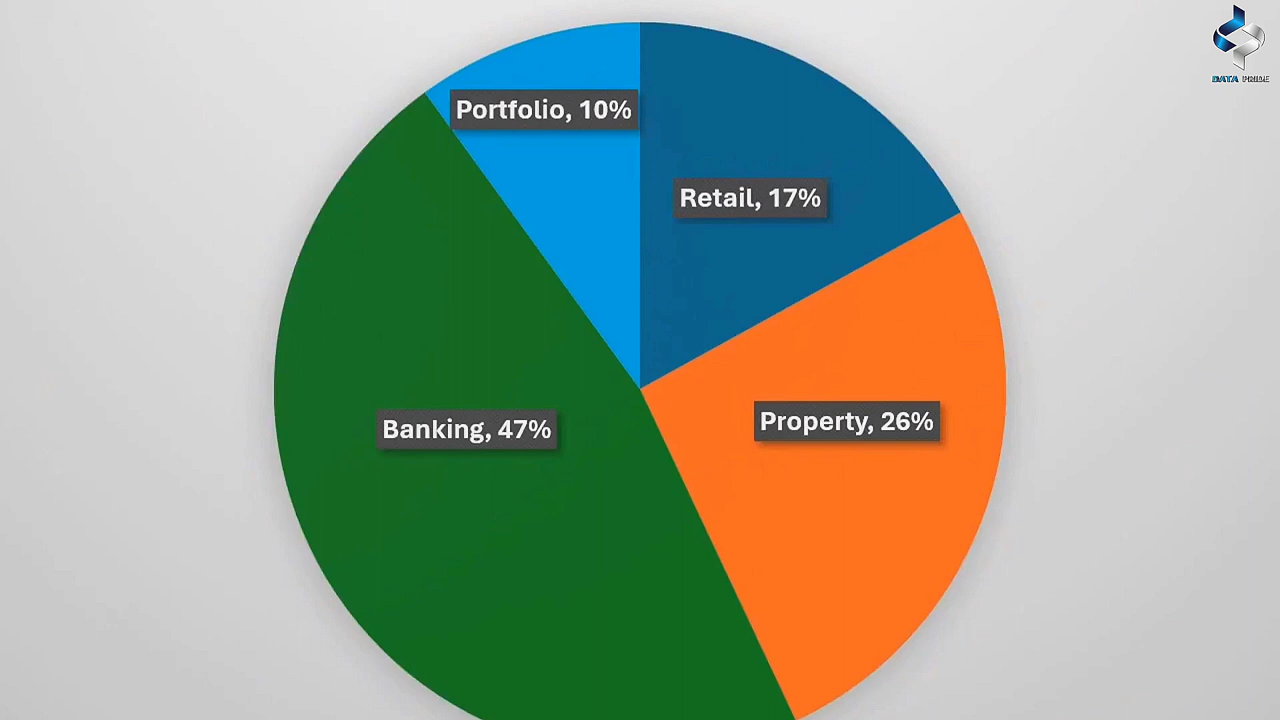 Portfolio, 10%
Retail, 17%
Property, 26%
Banking, 47%
DATA PRIME